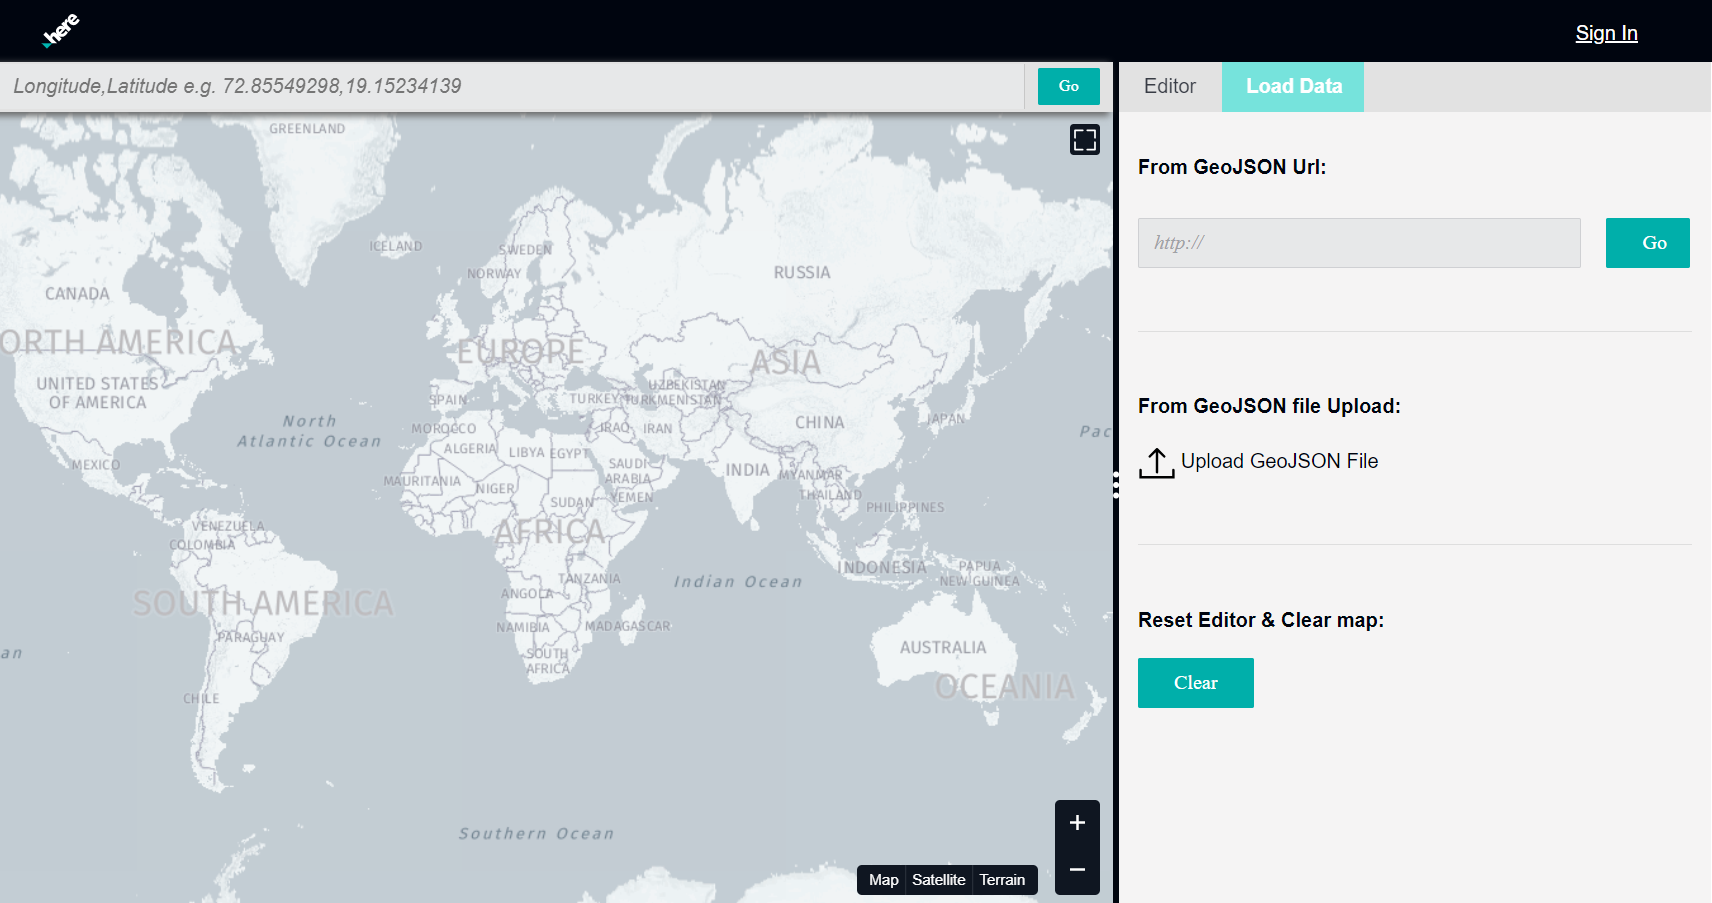 here
Sign In
Longitude,Latitude e.g. 72.85549298,19.15234139
Go
Editor
Load Data
GREENLAND
ICELAND
SWEDEN
NORWAY
RUSSIA
CANADA
ORTH AMERICA
EUROPE
ASIA
UNITED STATES
OF AMERICA
UZBEKISTAN
SPAIN
TURKEY
TURKMENISTAN
North
Atlantic Ocean
MOROCCO
IRAQ
IRAN
CHINA
JAPAN
Pac
ALGERIA
LIBYA
EGYPT
MEXICO
SAUDI
ARABIA
INDIA
MYANMAR
MAURITANIA
NIGER
SUDAN
YEMEN
THAILAND
PHILIPPINES
VENEZUELA
COLOMBIA
AFRICA
TANZANIA
Indian Ocean
INDONESIA
PAPUA
NEW GUINEA
ANGOLA
SOUTH AMERICA
NAMIBIA
MADAGASCAR
PARAGUAY
SOUTH
AFRICA
AUSTRALIA
an
OCEANIA
CHILE
Southern Ocean
+
−
Map
Satellite
Terrain
From GeoJSON Url:
http://
Go
From GeoJSON file Upload:
Upload GeoJSON File
Reset Editor & Clear map:
Clear